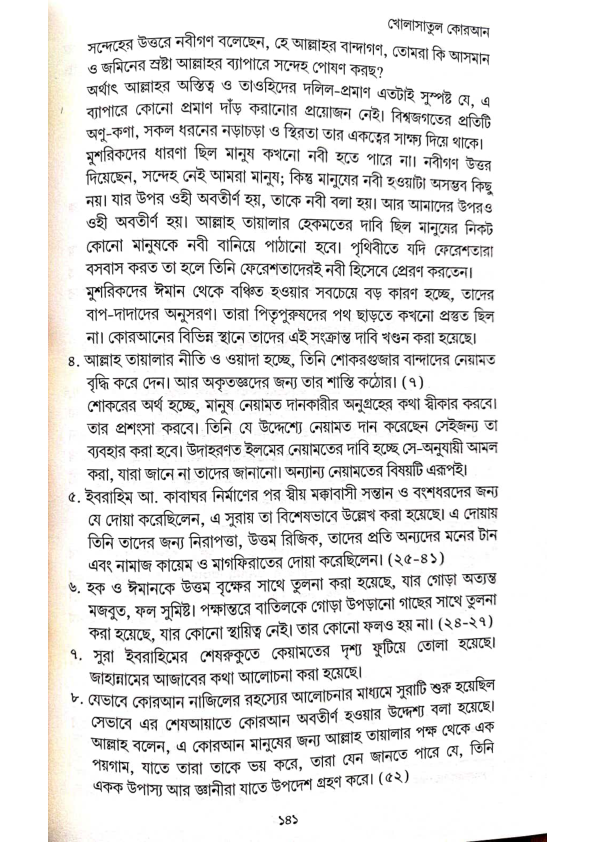 খোলাসাতুল কোরআন
সন্দেহের উত্তরে নবীগণ বলেছেন, হে আল্লাহর বান্দাগণ, তোমরা কি আসমান
ও জমিনের স্রষ্টা আল্লাহর ব্যাপারে সন্দেহ পোষণ করছ?
অর্থাৎ আল্লাহর অস্তিত্ব ও তাওহিদের দলিল-প্রমাণ এতটাই সুস্পষ্ট যে, এ
ব্যাপারে কোনো প্রমাণ দাঁড় করানোর প্রয়োজন নেই। বিশ্বজগতের প্রতিটি
অণু-কণা, সকল ধরনের নড়াচড়া ও স্থিরতা তার একত্বের সাক্ষ্য দিয়ে থাকে।
মুশরিকদের ধারণা ছিল মানুষ কখনো নবী হতে পারে না। নবীগণ উত্তর
দিয়েছেন, সন্দেহ নেই আমরা মানুষ; কিন্তু মানুষের নবী হওয়াটা অসম্ভব কিছু
নয়। যার উপর ওহী অবতীর্ণ হয়, তাকে নবী বলা হয়। আর আমাদের উপরও
ওহী অবতীর্ণ হয়। আল্লাহ তায়ালার হেকমতের দাবি ছিল মানুষের নিকট
কোনো মানুষকে নবী বানিয়ে পাঠানো হবে। পৃথিবীতে যদি ফেরেশতারা
বসবাস করত তা হলে তিনি ফেরেশতাদেরই নবী হিসেবে প্রেরণ করতেন।
মুশরিকদের ঈমান থেকে বঞ্চিত হওয়ার সবচেয়ে বড় কারণ হচ্ছে, তাদের
বাপ-দাদাদের অনুসরণ। তারা পিতৃপুরুষদের পথ ছাড়তে কখনো প্রস্তুত ছিল
না। কোরআনের বিভিন্ন স্থানে তাদের এই সংক্রান্ত দাবি খণ্ডন করা হয়েছে।
৪. আল্লাহ তায়ালার নীতি ও ওয়াদা হচ্ছে, তিনি শোকরগুজার বান্দাদের নেয়ামত
বৃদ্ধি করে দেন। আর অকৃতজ্ঞদের জন্য তার শাস্তি কঠোর। (৭)
শোকরের অর্থ হচ্ছে, মানুষ নেয়ামত দানকারীর অনুগ্রহের কথা স্বীকার করবে।
তার প্রশংসা করবে। তিনি যে উদ্দেশ্যে নেয়ামত দান করেছেন সেইজন্য তা
ব্যবহার করা হবে। উদাহরণত ইলমের নেয়ামতের দাবি হচ্ছে সে-অনুযায়ী আমল
করা, যারা জানে না তাদের জানানো। অন্যান্য নেয়ামতের বিষয়টি এরূপই।
৫. ইবরাহিম আ. কাবাঘর নির্মাণের পর স্বীয় মক্কাবাসী সন্তান ও বংশধরদের জন্য
যে দোয়া করেছিলেন, এ সুরায় তা বিশেষভাবে উল্লেখ করা হয়েছে। এ দোয়ায়
তিনি তাদের জন্য নিরাপত্তা, উত্তম রিজিক, তাদের প্রতি অন্যদের মনের টান
এবং নামাজ কায়েম ও মাগফিরাতের দোয়া করেছিলেন। (২৫-৪১)
৬. হক ও ঈমানকে উত্তম বৃক্ষের সাথে তুলনা করা হয়েছে, যার গোড়া অত্যন্ত
মজবুত, ফল সুমিষ্ট। পক্ষান্তরে বাতিলকে গোড়া উপড়ানো গাছের সাথে তুলনা
করা হয়েছে, যার কোনো স্থায়িত্ব নেই। তার কোনো ফলও হয় না। (২৪-২৭)
৭. সুরা ইবরাহিমের শেষরুকুতে কেয়ামতের দৃশ্য ফুটিয়ে তোলা হয়েছে।
জাহান্নামের আজাবের কথা আলোচনা করা হয়েছে।
৮. যেভাবে কোরআন নাজিলের রহস্যের আলোচনার মাধ্যমে সুরাটি শুরু হয়েছিল
সেভাবে এর শেষআয়াতে কোরআন অবতীর্ণ হওয়ার উদ্দেশ্য বলা হয়েছে।
আল্লাহ বলেন, এ কোরআন মানুষের জন্য আল্লাহ তায়ালার পক্ষ থেকে এক
পয়গাম, যাতে তারা তাকে ভয় করে, তারা যেন জানতে পারে যে, তিনি
একক উপাস্য আর জ্ঞানীরা যাতে উপদেশ গ্রহণ করে। (৫২)
১৪১